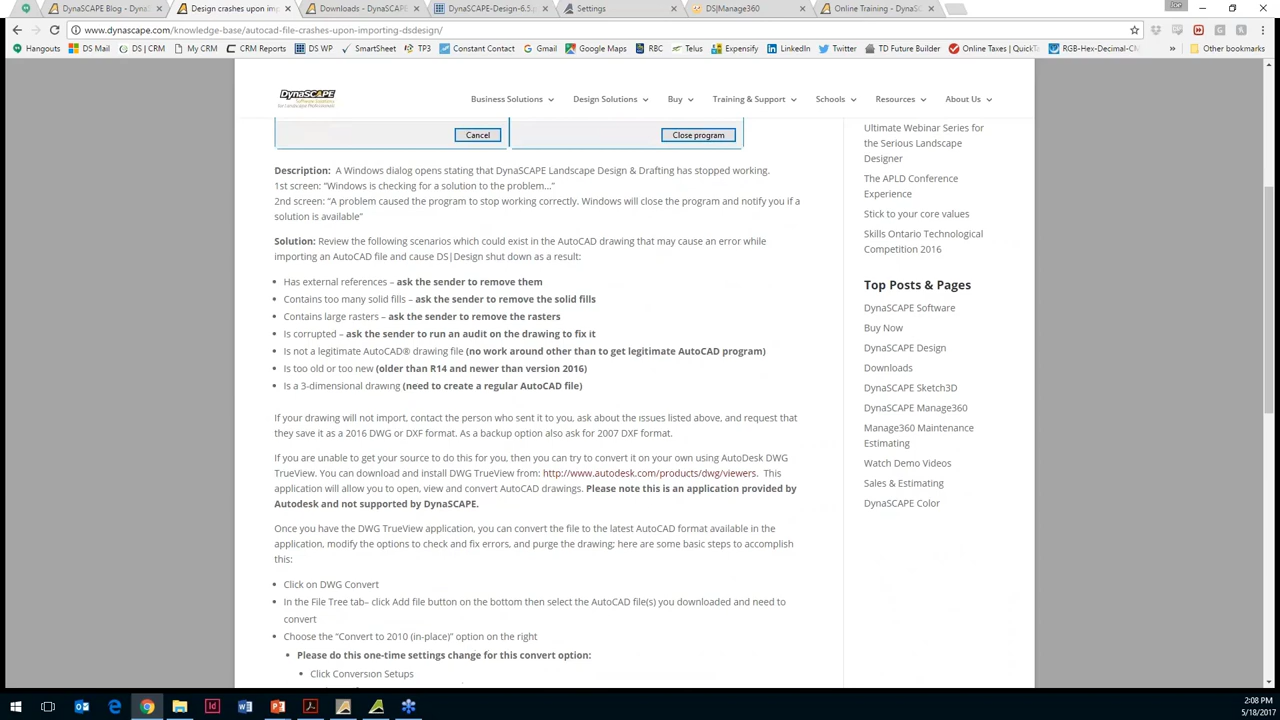 DynaSCAPE Blog - Dyna
Design crashes upon im
Downloads - DynaSCAPE
DynaSCAPE-Design-6.5.
Settings
DS|Manage360
Online Training - DynaS
www.dynascape.com/knowledge-base/autocad-file-crashes-upon-importing-dsdesign/
Hangouts DS Mail DS | CRM My CRM CRM Reports DS WP SmartSheet TP3 Constant Contact Gmail Google Maps RBC Telus Expensify LinkedIn Twitter TD Future Builder Online Taxes | QuickT RGB-Hex-Decimal-C Other bookmarks
DynaSCAPE
Software Solutions
for Landscape Professionals
Business Solutions Design Solutions Buy Training & Support Schools Resources About Us
Cancel Close program
Description: A Windows dialog opens stating that DynaSCAPE Landscape Design & Drafting has stopped working.
1st screen: “Windows is checking for a solution to the problem…”
2nd screen: “A problem caused the program to stop working correctly. Windows will close the program and notify you if a
solution is available”
Solution: Review the following scenarios which could exist in the AutoCAD drawing that may cause an error while
importing an AutoCAD file and cause DS|Design shut down as a result:
Has external references – ask the sender to remove them
Contains too many solid fills – ask the sender to remove the solid fills
Contains large rasters – ask the sender to remove the rasters
Is corrupted – ask the sender to run an audit on the drawing to fix it
Is not a legitimate AutoCAD® drawing file (no work around other than to get legitimate AutoCAD program)
Is too old or too new (older than R14 and newer than version 2016)
Is a 3-dimensional drawing (need to create a regular AutoCAD file)
If your drawing will not import, contact the person who sent it to you, ask about the issues listed above, and request that
they save it as a 2016 DWG or DXF format. As a backup option also ask for 2007 DXF format.
If you are unable to get your source to do this for you, then you can try to convert it on your own using AutoDesk DWG
TrueView. You can download and install DWG TrueView from: http://www.autodesk.com/products/dwg/viewers. This
application will allow you to open, view and convert AutoCAD drawings. Please note this is an application provided by
Autodesk and not supported by DynaSCAPE.
Once you have the DWG TrueView application, you can convert the file to the latest AutoCAD format available in the
application, modify the options to check and fix errors, and purge the drawing; here are some basic steps to accomplish
this:
Click on DWG Convert
In the File Tree tab– click Add file button on the bottom then select the AutoCAD file(s) you downloaded and need to
convert
Choose the “Convert to 2010 (in-place)” option on the right
Please do this one-time settings change for this convert option:
Click Conversion Setups
Ultimate Webinar Series for
the Serious Landscape
Designer
The APLD Conference
Experience
Stick to your core values
Skills Ontario Technological
Competition 2016
Top Posts & Pages
DynaSCAPE Software
Buy Now
DynaSCAPE Design
Downloads
DynaSCAPE Sketch3D
DynaSCAPE Manage360
Manage360 Maintenance
Estimating
Watch Demo Videos
Sales & Estimating
DynaSCAPE Color
2:08 PM
5/18/2017